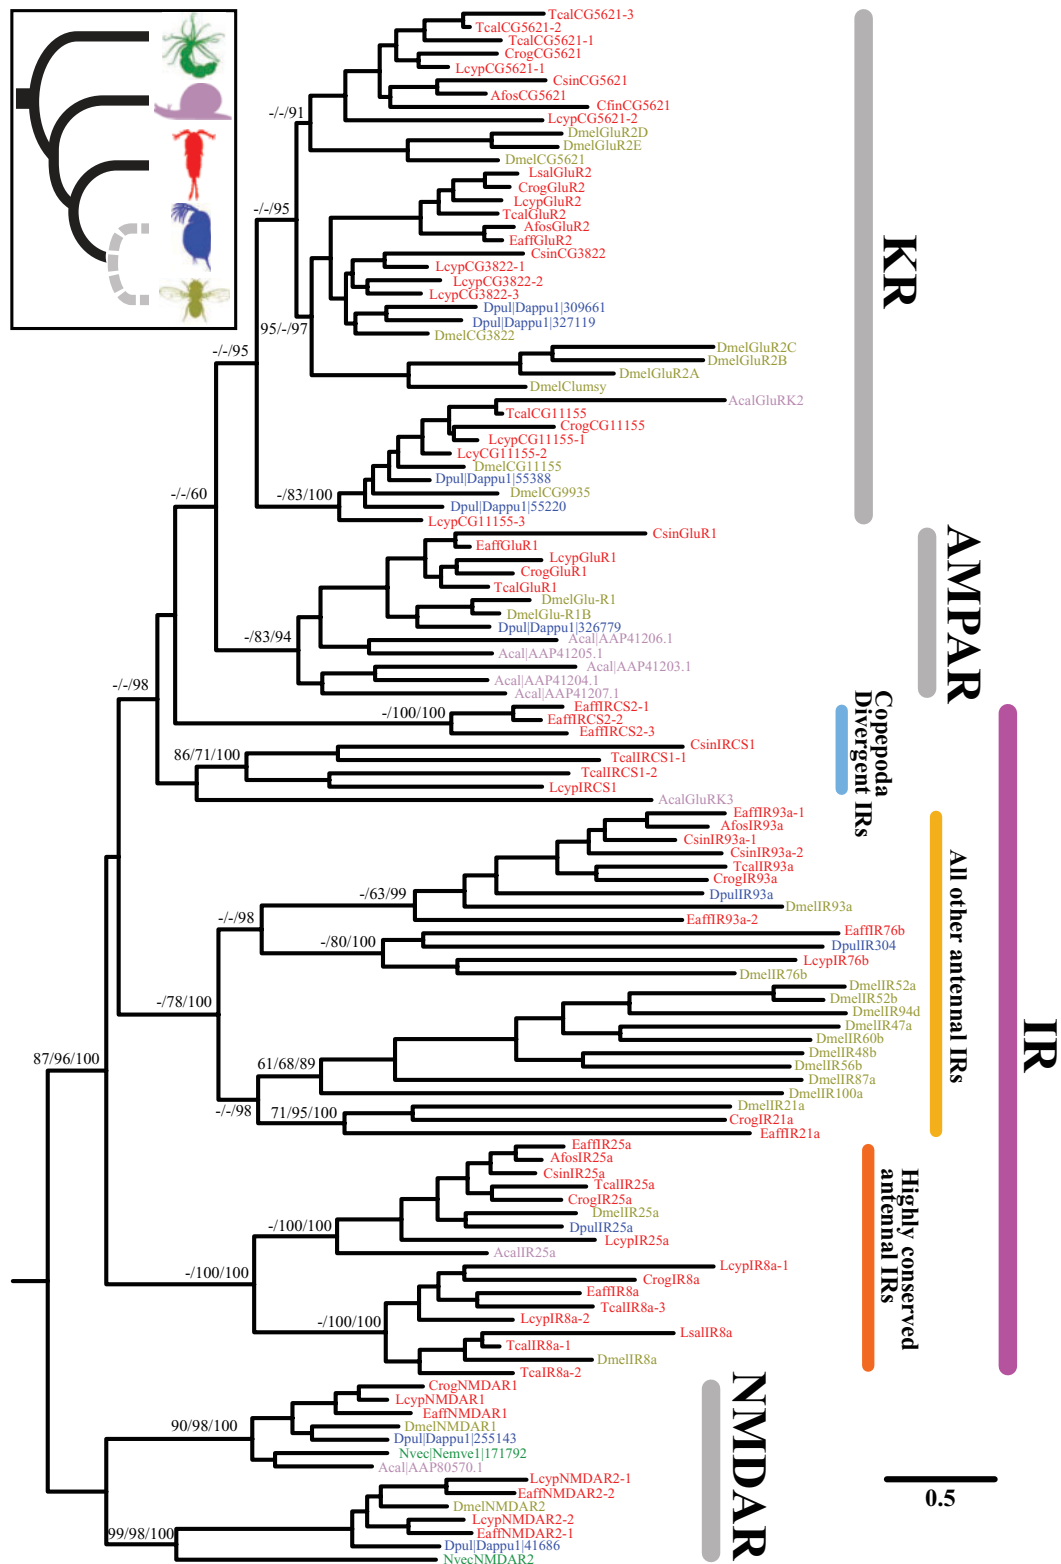 TcalCG5621-3
TcalCG5621-2
TcalCG5621-1
CrogCG5621
LcypCG5621-1
CsinCG5621
AfosCG5621
CfinCG5621
LcypCG5621-2
-/-/91
DmelGluR2D
DmelGluR2E
DmelCG5621
LsalGluR2
CrogGluR2
LcypGluR2
TcalGluR2
-/-/95
AfosGluR2
EaffGluR2
CsinCG3822
LcypCG3822-1
LcypCG3822-2
LcypCG3822-3
Dpul|Dappu1|309661
Dpul|Dappu1|327119
95/-/97
DmelCG3822
DmelGluR2C
-/-/95
DmelGluR2B
DmelGluR2A
DmelClumsy
AcalGluRK2
TcalCG11155
CrogCG11155
LcypCG11155-1
LcyCG11155-2
DmelCG11155
Dpul|Dappu1|55388
-/-/60
-/83/100
DmelCG9935
Dpul|Dappu1|55220
LcypCG11155-3
KR
CsinGluR1
EaffGluR1
LcypGluR1
CrogGluR1
TcalGluR1
DmelGlu-R1
DmelGlu-R1B
Dpul|Dappu1|326779
-/83/94
Acal|AAP41206.1
Acal|AAP41205.1
Acal|AAP41203.1
Acal|AAP41204.1
Acal|AAP41207.1
AMPAR
-/-/98
EaffIRCS2-1
-/100/100
EaffIRCS2-2
EaffIRCS2-3
CsinIRCS1
86/71/100
TcalIRCS1-1
TcalIRCS1-2
LcypIRCS1
AcalGluRK3
Copepoda
Divergent IRs
EaffIR93a-1
AfosIR93a
CsinIR93a-1
CsinIR93a-2
TcalIR93a
CrogIR93a
-/63/99
DpulIR93a
DmelIR93a
-/-/98
EaffIR93a-2
-/80/100
EaffIR76b
DpulIR304
LcypIR76b
DmelIR76b
DmelIR52a
-/78/100
DmelIR52b
DmelIR94d
DmelIR47a
DmelIR60b
DmelIR48b
87/96/100
61/68/89
DmelIR56b
DmelIR87a
DmelIR100a
-/-/98
71/95/100
DmelIR21a
CrogIR21a
EaffIR21a
All other antennal IRs
IR
EaffIR25a
AfosIR25a
CsinIR25a
TcalIR25a
CrogIR25a
DmelIR25a
-/100/100
DpulIR25a
LcypIR25a
AcalIR25a
-/100/100
LcypIR8a-1
CrogIR8a
EaffIR8a
TcalIR8a-3
-/100/100
LcypIR8a-2
LsalIR8a
TcalIR8a-1
DmelIR8a
TcaIR8a-2
Highly conserved
antennal IRs
CrogNMDAR1
LcypNMDAR1
EaffNMDAR1
90/98/100
DmelNMDAR1
Dpul|Dappu1|255143
Nvec|Nemve1|171792
Acal|AAP80570.1
LcypNMDAR2-1
EaffNMDAR2-2
DmelNMDAR2
LcypNMDAR2-2
99/98/100
EaffNMDAR2-1
Dpul|Dappu1|41686
NvecNMDAR2
NMDAR
0.5